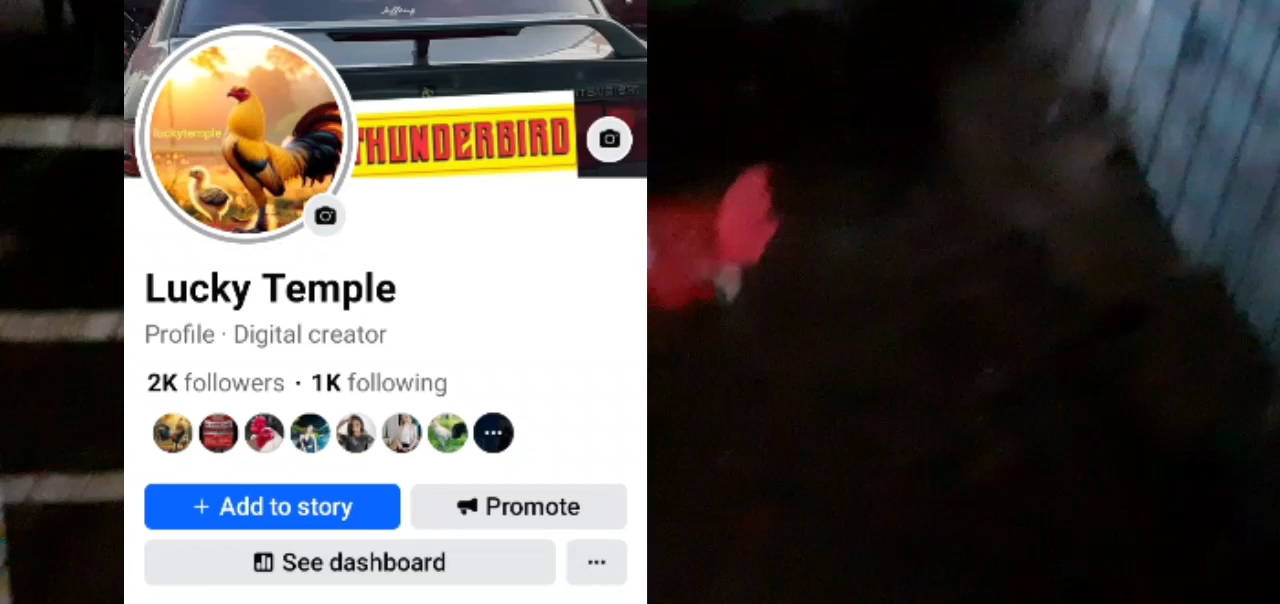 luckytemple
THUNDERBIRD
Lucky Temple
Profile · Digital creator
2K followers · 1K following
+ Add to story
Promote
See dashboard